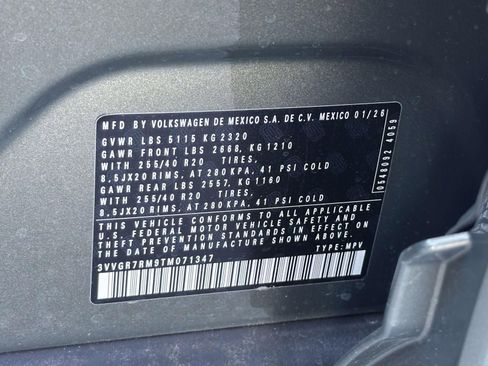 MFD BY VOLKSWAGEN DE MEXICO S.A. DE C.V. MEXICO 01/26
GVWR LBS 5115 KG 2320
GAWR FRONT LBS 2668, KG 1210
WITH 255/40 R20 TIRES,
8,5JX20 RIMS, AT 280 KPA, 41 PSI COLD
GAWR REAR LBS 2557, KG 1160
WITH 255/40 R20 TIRES,
8,5JX20 RIMS, AT 280 KPA, 41 PSI COLD
THIS VEHICLE CONFORMS TO ALL APPLICABLE
U.S. FEDERAL MOTOR VEHICLE SAFETY AND
THEFT PREVENTION STANDARDS IN EFFECT ON
THE DATE OF MANUFACTURE SHOWN ABOVE.
3VVGR7RM9TM071347 TYPE: MPV
0548092 4059